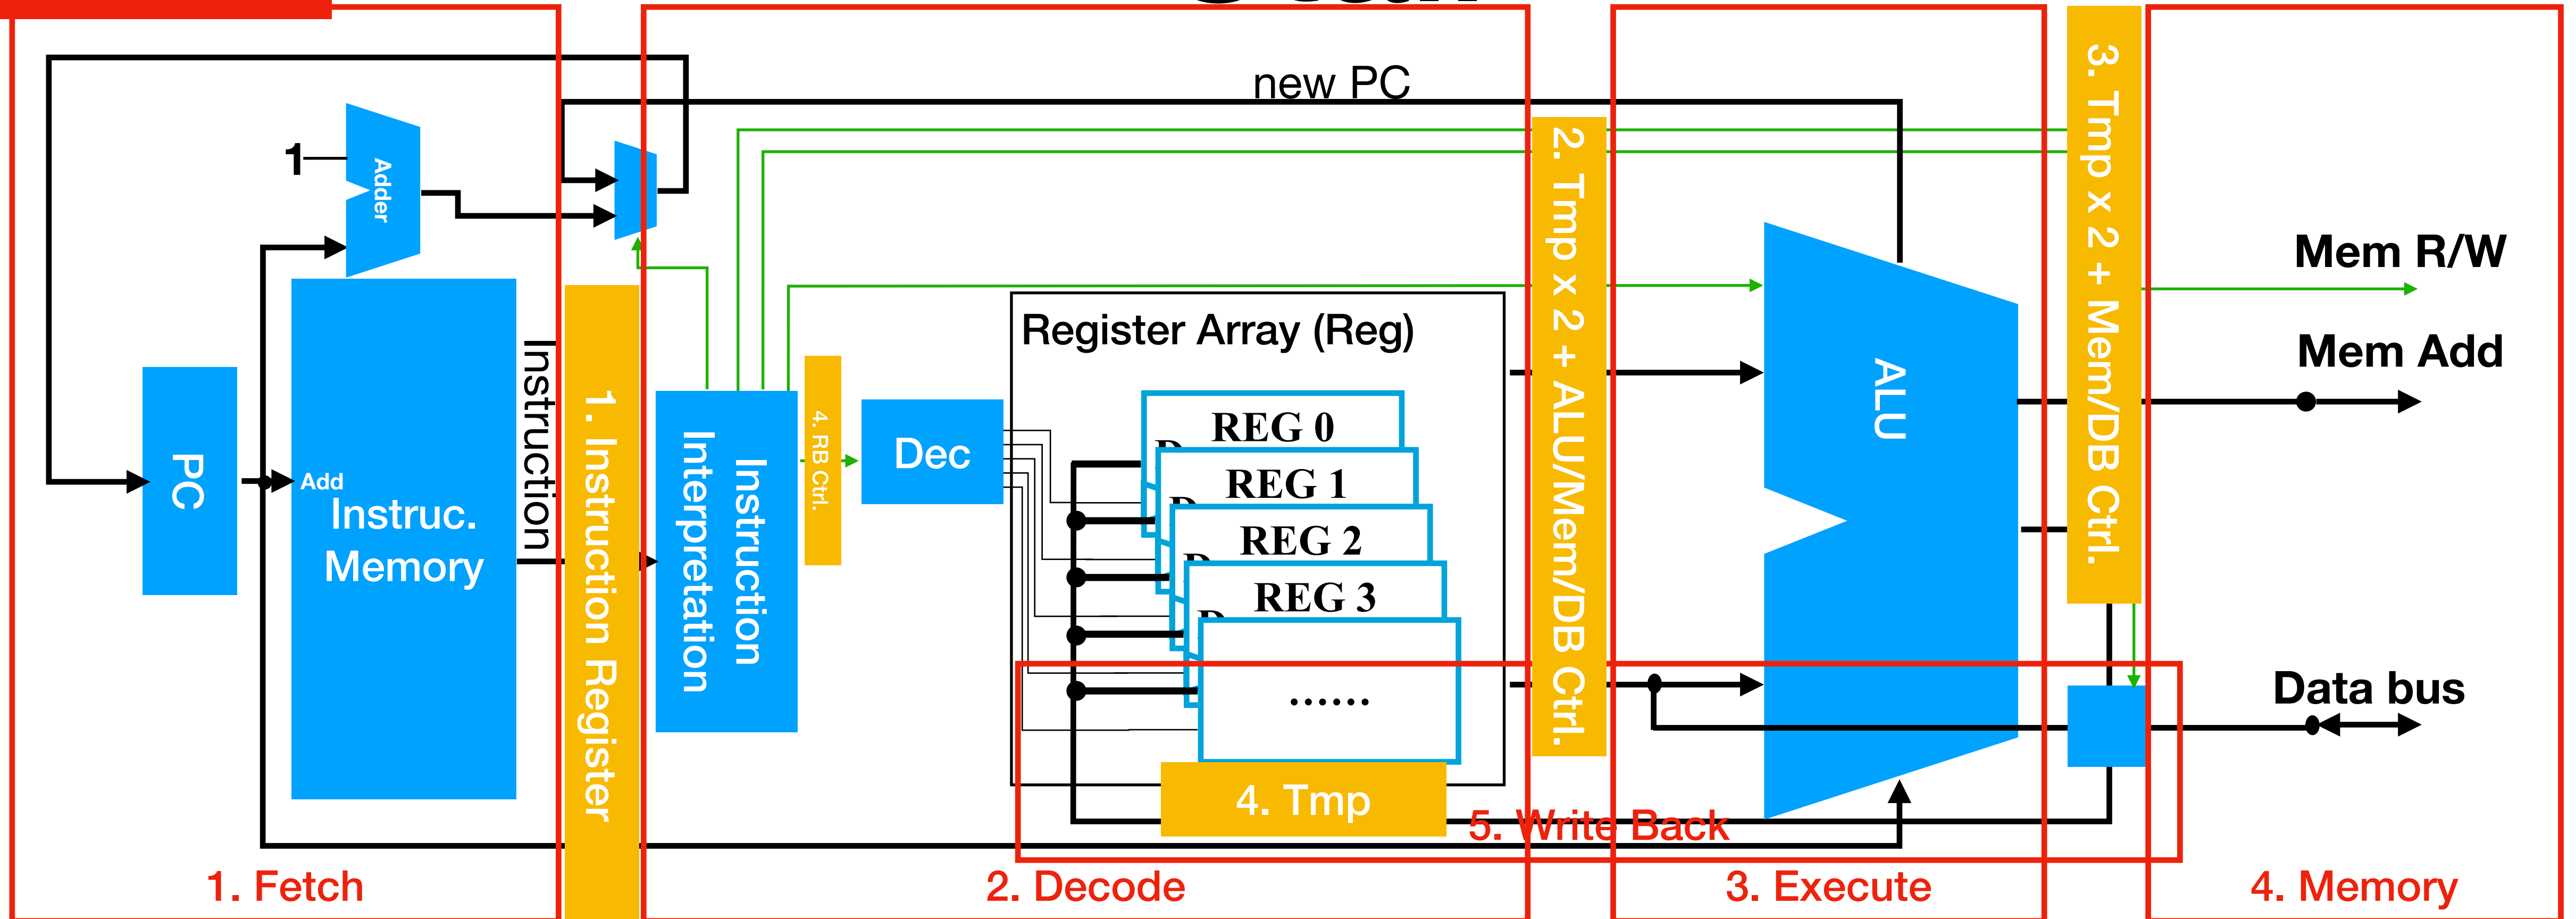 new PC
1
Adder
Mem R/W
Mem Add
Data bus
PC
Add
Instruc.
Memory
Instruction
1. Instruction Register
Instruction
Interpretation
4. RB Ctrl.
Dec
Register Array (Reg)
REG 0
REG 1
REG 2
REG 3
......
4. Tmp
2. Tmp x 2 + ALU/Mem/DB Ctrl.
ALU
3. Tmp x 2 + Mem/DB Ctrl.
5. Write Back
1. Fetch
2. Decode
3. Execute
4. Memory